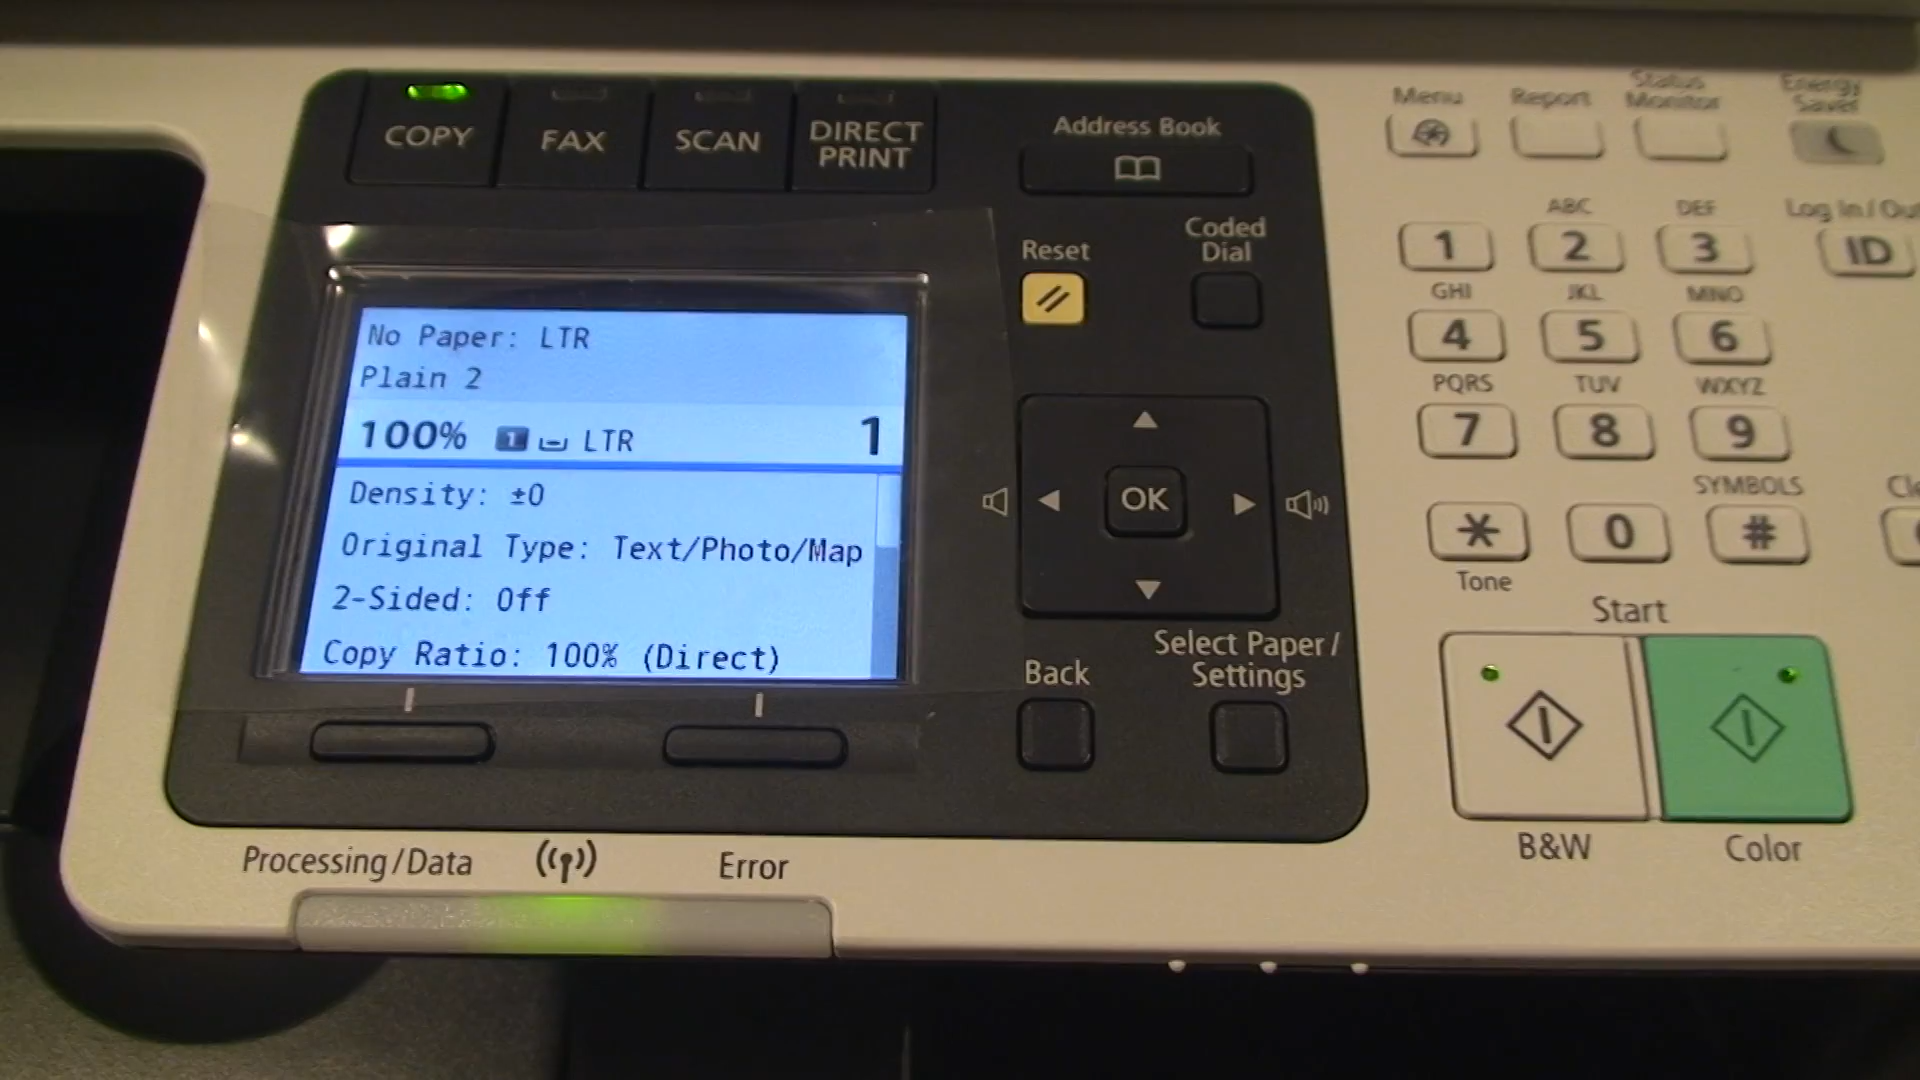 COPY
FAX
SCAN
DIRECT
PRINT
Address Book
Menu
Report
Status
Monitor
Energy
Saver
Reset
Coded
Dial
No Paper: LTR
Plain 2
100% 1 LTR 1
Density: ±0
Original Type: Text/Photo/Map
2-Sided: Off
Copy Ratio: 100% (Direct)
OK
Back
Select Paper/
Settings
ABC
DEF
Log In/Out
1
2
3
ID
GHI
JKL
MNO
4
5
6
PQRS
TUV
WXYZ
7
8
9
SYMBOLS
*
0
#
Tone
Start
B&W
Color
Processing/Data
Error